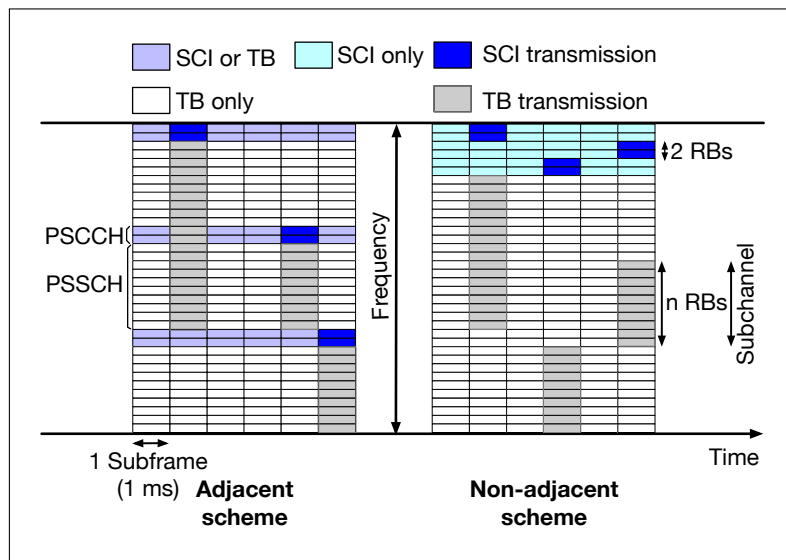 SCI or TB
SCI only
SCI transmission
TB only
TB transmission
PSCCH
PSSCH
Frequency
2 RBs
n RBs
Subchannel
1 Subframe
(1 ms)
Time
Adjacent
scheme
Non-adjacent
scheme